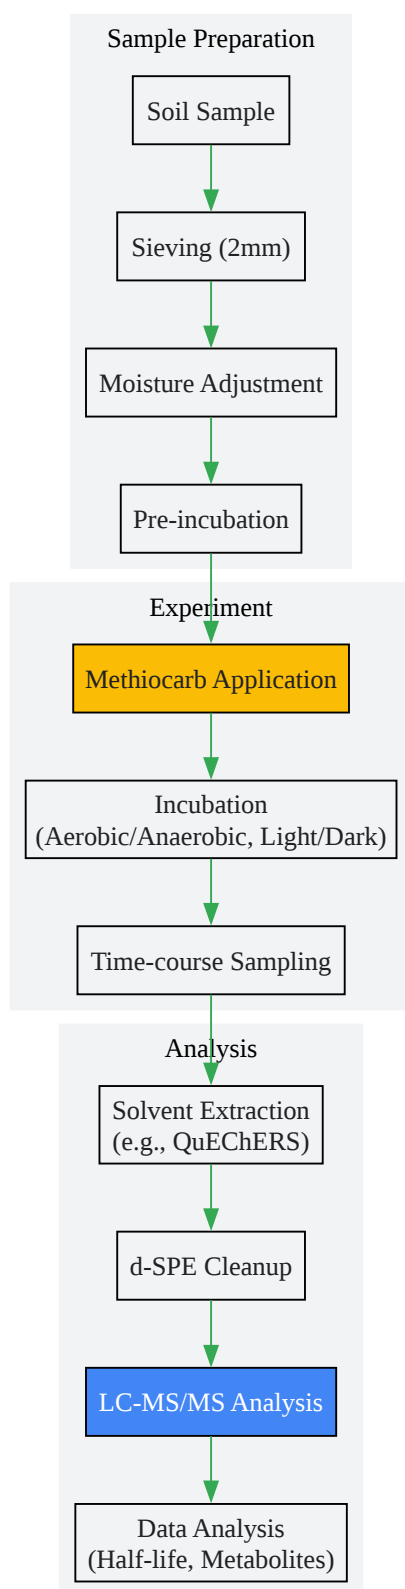 Sample Preparation
Soil Sample
Sieving (2mm)
Moisture Adjustment
Pre-incubation
Experiment
Methiocarb Application
Incubation
(Aerobic/Anaerobic, Light/Dark)
Time-course Sampling
Analysis
Solvent Extraction
(e.g., QuEChERS)
d-SPE Cleanup
LC-MS/MS Analysis
Data Analysis
(Half-life, Metabolites)